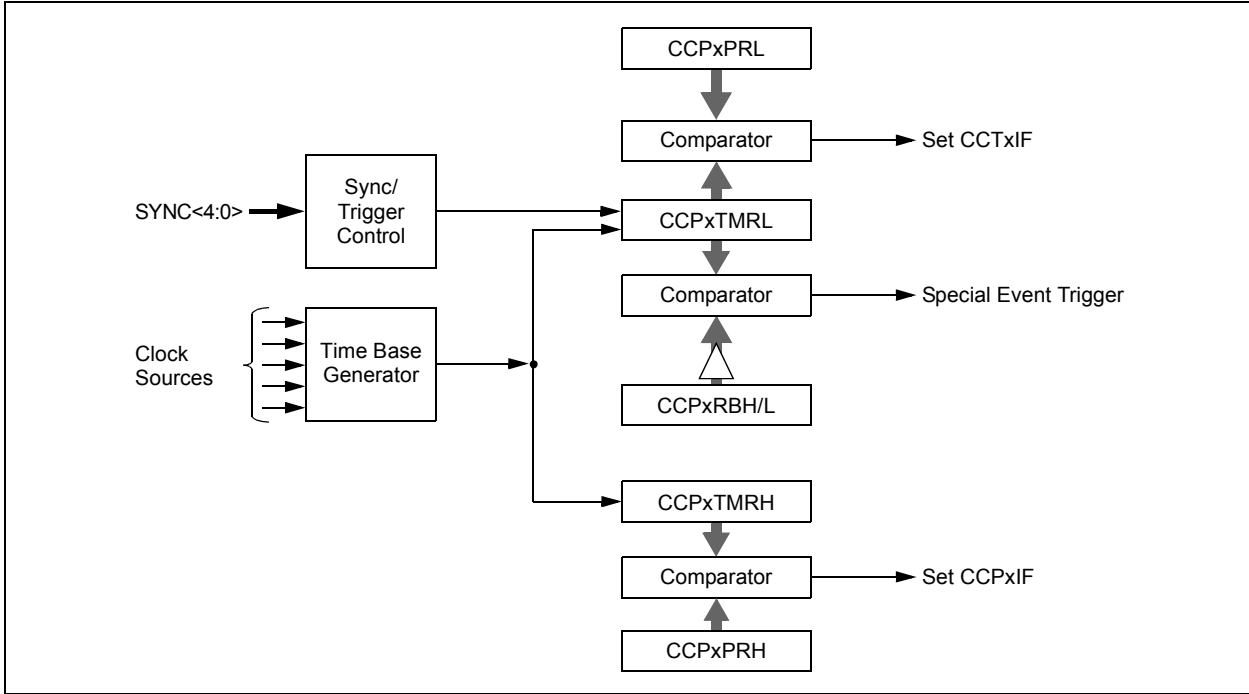 CCPxPRL
Comparator
Set CCTxIF
SYNC<4:0>
Sync/
Trigger
Control
CCPxTMRL
Comparator
Special Event Trigger
Clock
Sources
Time Base
Generator
CCPxRBH/L
CCPxTMRH
Comparator
Set CCPxIF
CCPxPRH